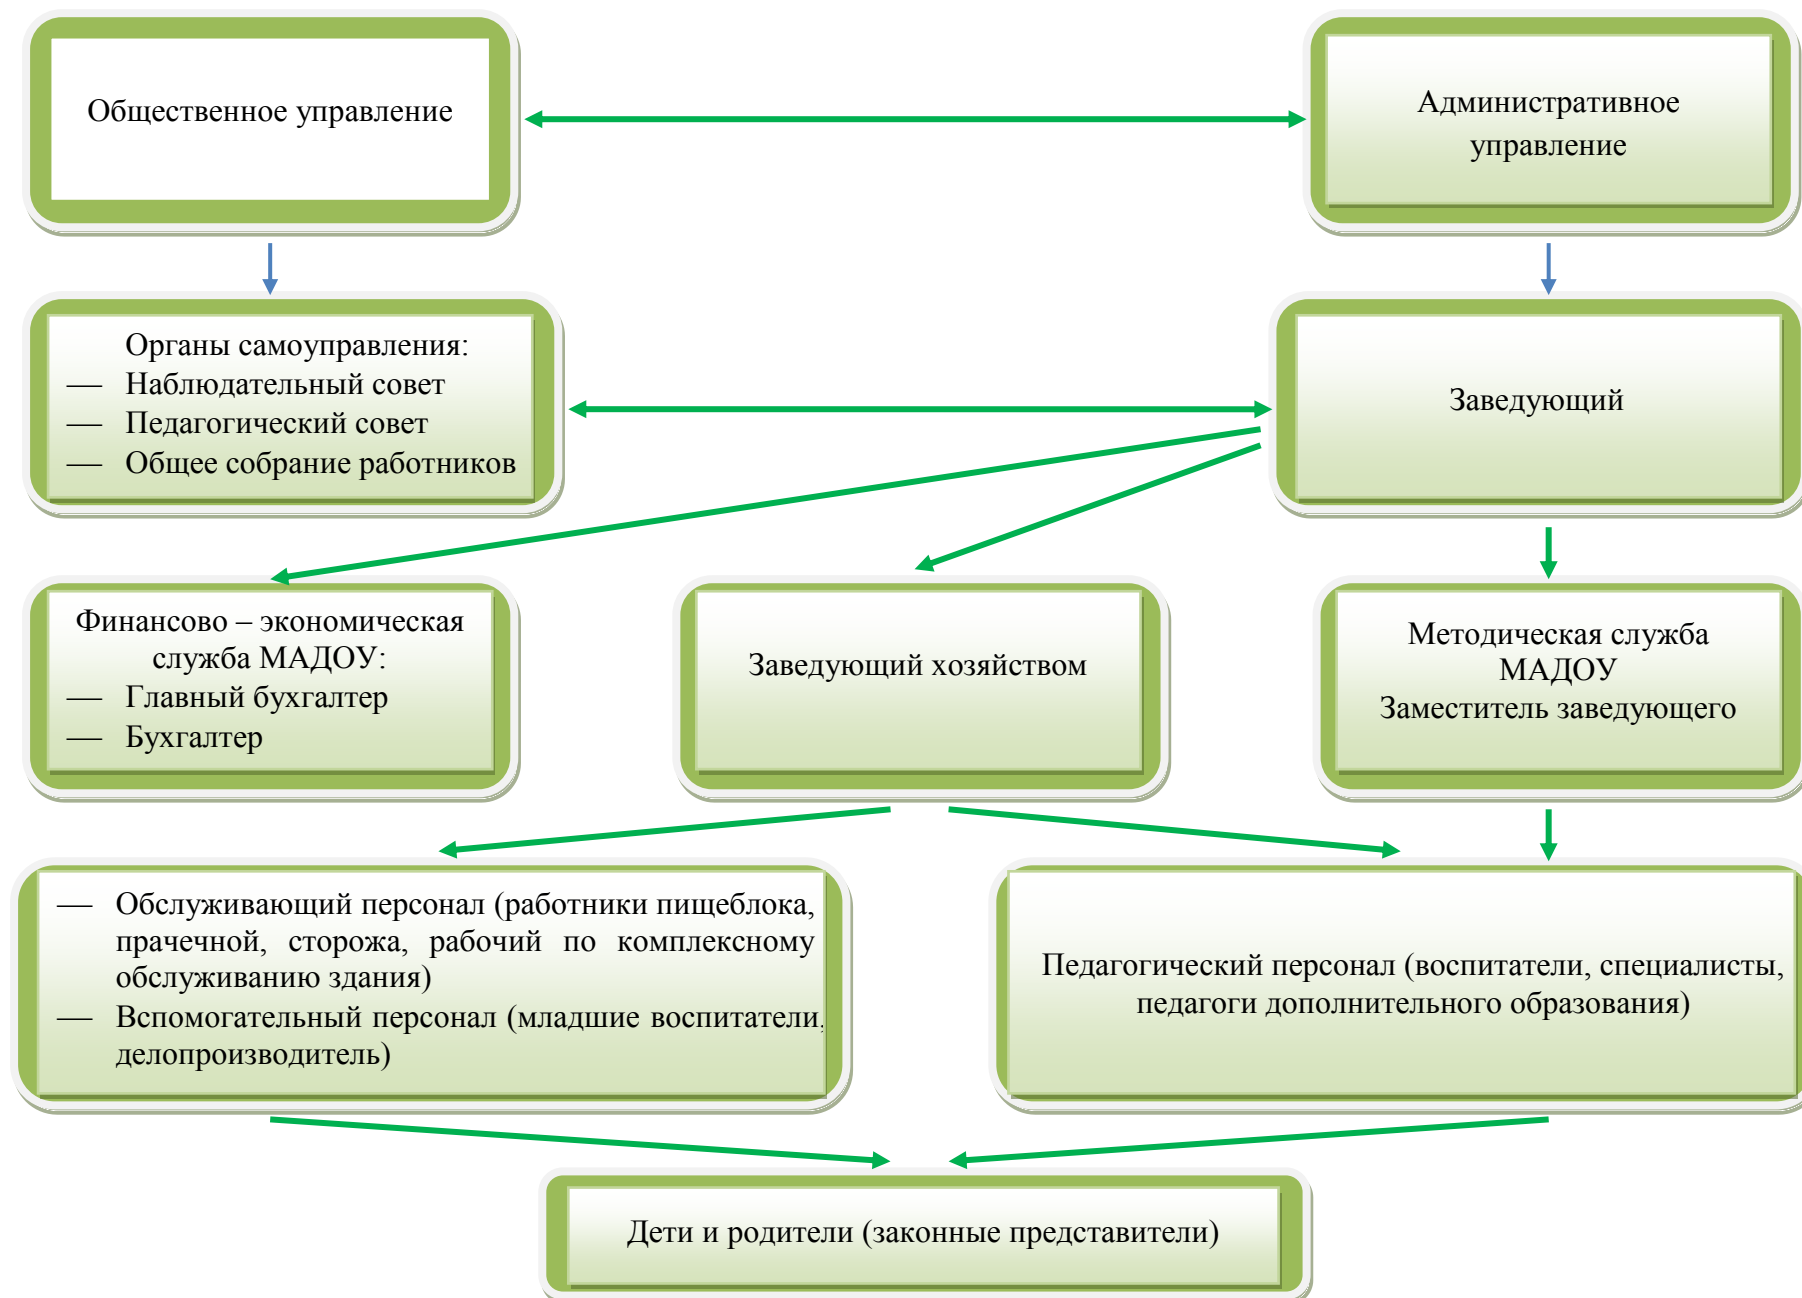 Общественное управление
Административное
управление
Органы самоуправления:
— Наблюдательный совет
— Педагогический совет
— Общее собрание работников
Заведующий
Финансово – экономическая
служба МАДОУ:
— Главный бухгалтер
— Бухгалтер
Заведующий хозяйством
Методическая служба
МАДОУ
Заместитель заведующего
— Обслуживающий персонал (работники пищеблока,
прачечной, сторожа, рабочий по комплексному
обслуживанию здания)
— Вспомогательный персонал (младшие воспитатели,
делопроизводитель)
Педагогический персонал (воспитатели, специалисты,
педагоги дополнительного образования)
Дети и родители (законные представители)